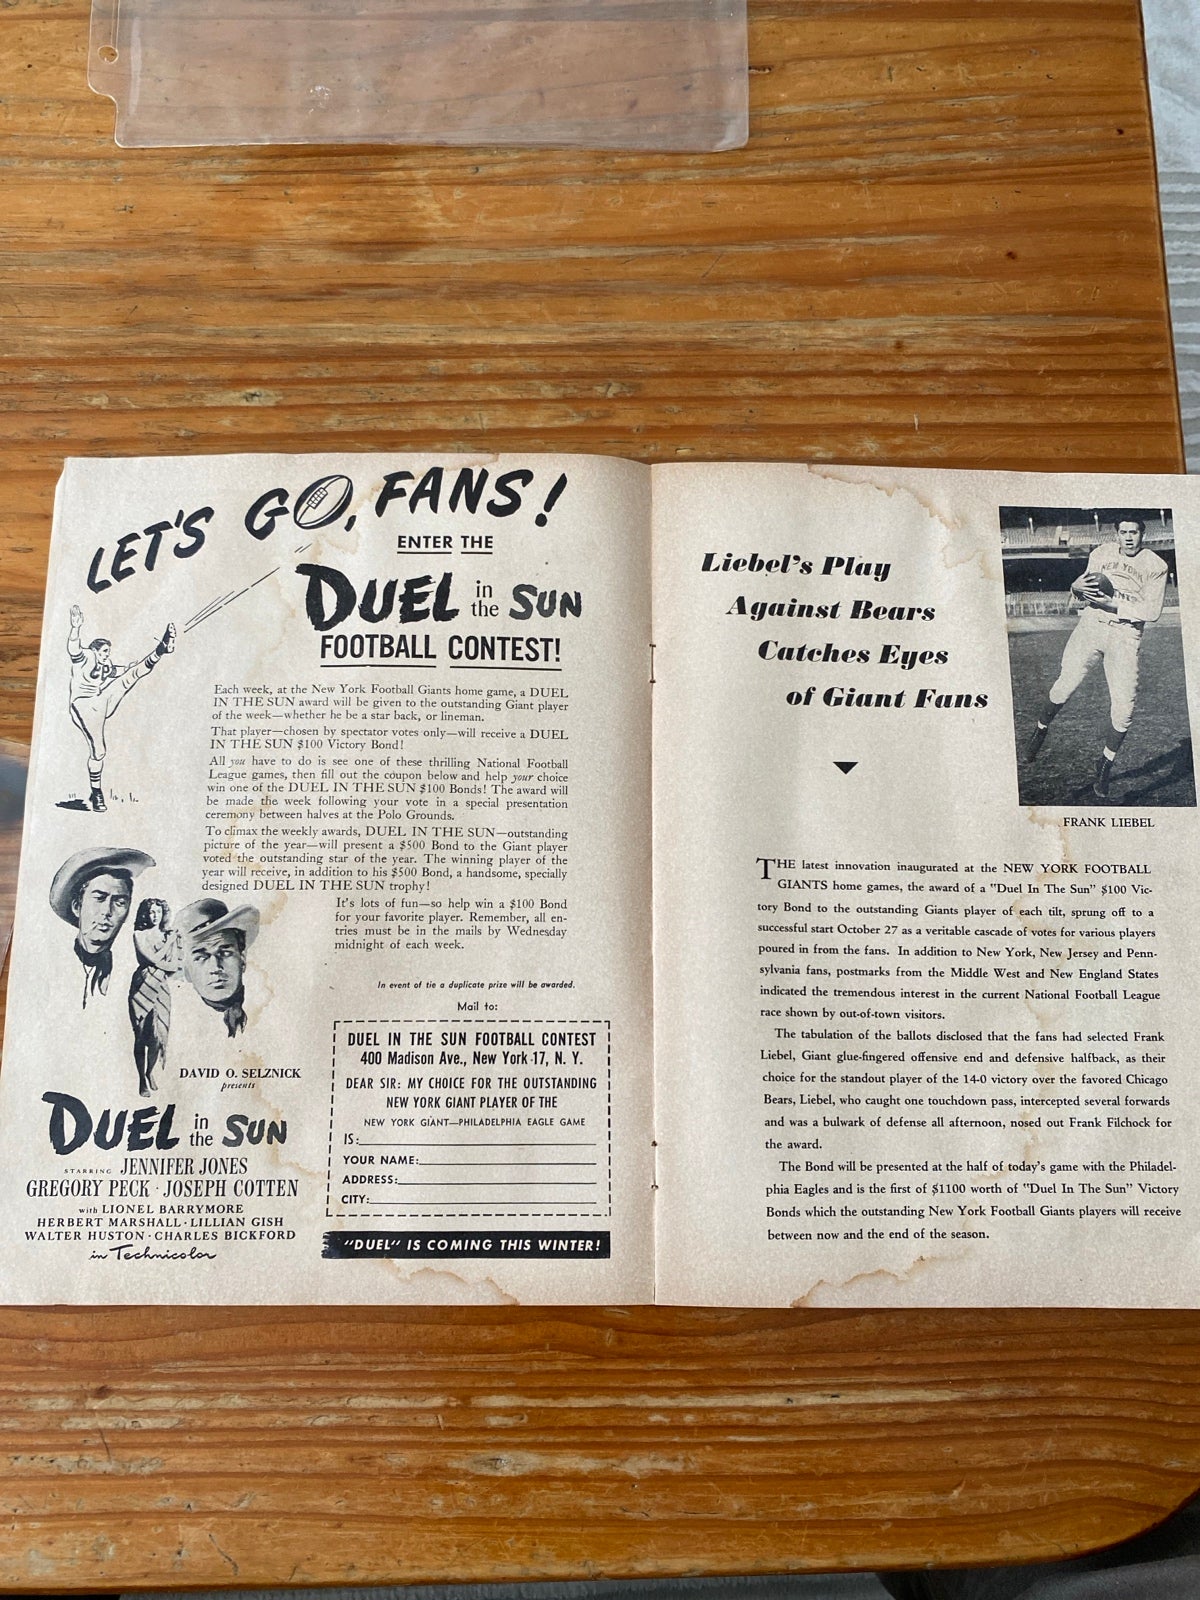 LET'S GO, FANS!
ENTER THE
DUEL in the SUN
FOOTBALL CONTEST!
Each week, at the New York Football Giants home game, a DUEL
IN THE SUN award will be given to the outstanding Giant player
of the week—whether he be a star back, or lineman.
That player—chosen by spectator votes only—will receive a DUEL
IN THE SUN $100 Victory Bond!
All you have to do is see one of these thrilling National Football
League games, then fill out the coupon below and help your choice
win one of the DUEL IN THE SUN $100 Bonds! The award will
be made the week following your vote in a special presentation
ceremony between halves at the Polo Grounds.
To climax the weekly awards, DUEL IN THE SUN—outstanding
picture of the year—will present a $500 Bond to the Giant player
voted the outstanding star of the year. The winning player of the
year will receive, in addition to his $500 Bond, a handsome, specially
designed DUEL IN THE SUN trophy!
It's lots of fun—so help win a $100 Bond
for your favorite player. Remember, all en-
tries must be in the mails by Wednesday
midnight of each week.
In event of tie a duplicate prize will be awarded.
Mail to:
DUEL IN THE SUN FOOTBALL CONTEST
400 Madison Ave., New York 17, N. Y.
DEAR SIR: MY CHOICE FOR THE OUTSTANDING
NEW YORK GIANT PLAYER OF THE
NEW YORK GIANT—PHILADELPHIA EAGLE GAME
IS:
YOUR NAME:
ADDRESS:
CITY:
"DUEL" IS COMING THIS WINTER!
DAVID O. SELZNICK
presents
DUEL in the SUN
STARRING JENNIFER JONES
GREGORY PECK · JOSEPH COTTEN
with LIONEL BARRYMORE
HERBERT MARSHALL · LILLIAN GISH
WALTER HUSTON · CHARLES BICKFORD
in Technicolor
Liebel's Play
Against Bears
Catches Eyes
of Giant Fans
NEW YORK
FRANK LIEBEL
THE latest innovation inaugurated at the NEW YORK FOOTBALL
GIANTS home games, the award of a "Duel In The Sun" $100 Vic-
tory Bond to the outstanding Giants player of each tilt, sprung off to a
successful start October 27 as a veritable cascade of votes for various players
poured in from the fans. In addition to New York, New Jersey and Penn-
sylvania fans, postmarks from the Middle West and New England States
indicated the tremendous interest in the current National Football League
race shown by out-of-town visitors.
The tabulation of the ballots disclosed that the fans had selected Frank
Liebel, Giant glue-fingered offensive end and defensive halfback, as their
choice for the standout player of the 14-0 victory over the favored Chicago
Bears, Liebel, who caught one touchdown pass, intercepted several forwards
and was a bulwark of defense all afternoon, nosed out Frank Filchock for
the award.
The Bond will be presented at the half of today's game with the Philadel-
phia Eagles and is the first of $1100 worth of "Duel In The Sun" Victory
Bonds which the outstanding New York Football Giants players will receive
between now and the end of the season.